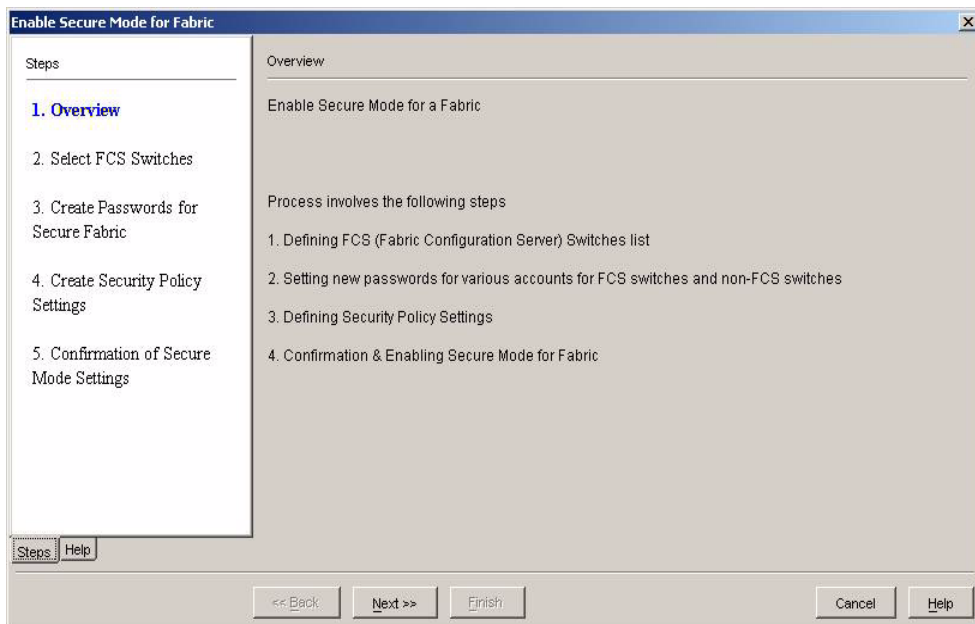 Enable Secure Mode for Fabric
Steps
1. Overview
2. Select FCS Switches
3. Create Passwords for
Secure Fabric
4. Create Security Policy
Settings
5. Confirmation of Secure
Mode Settings
Overview
Enable Secure Mode for a Fabric
Process involves the following steps
1. Defining FCS (Fabric Configuration Server) Switches list
2. Setting new passwords for various accounts for FCS switches and non-FCS switches
3. Defining Security Policy Settings
4. Confirmation & Enabling Secure Mode for Fabric
Steps Help
<< Back Next >> Finish Cancel Help